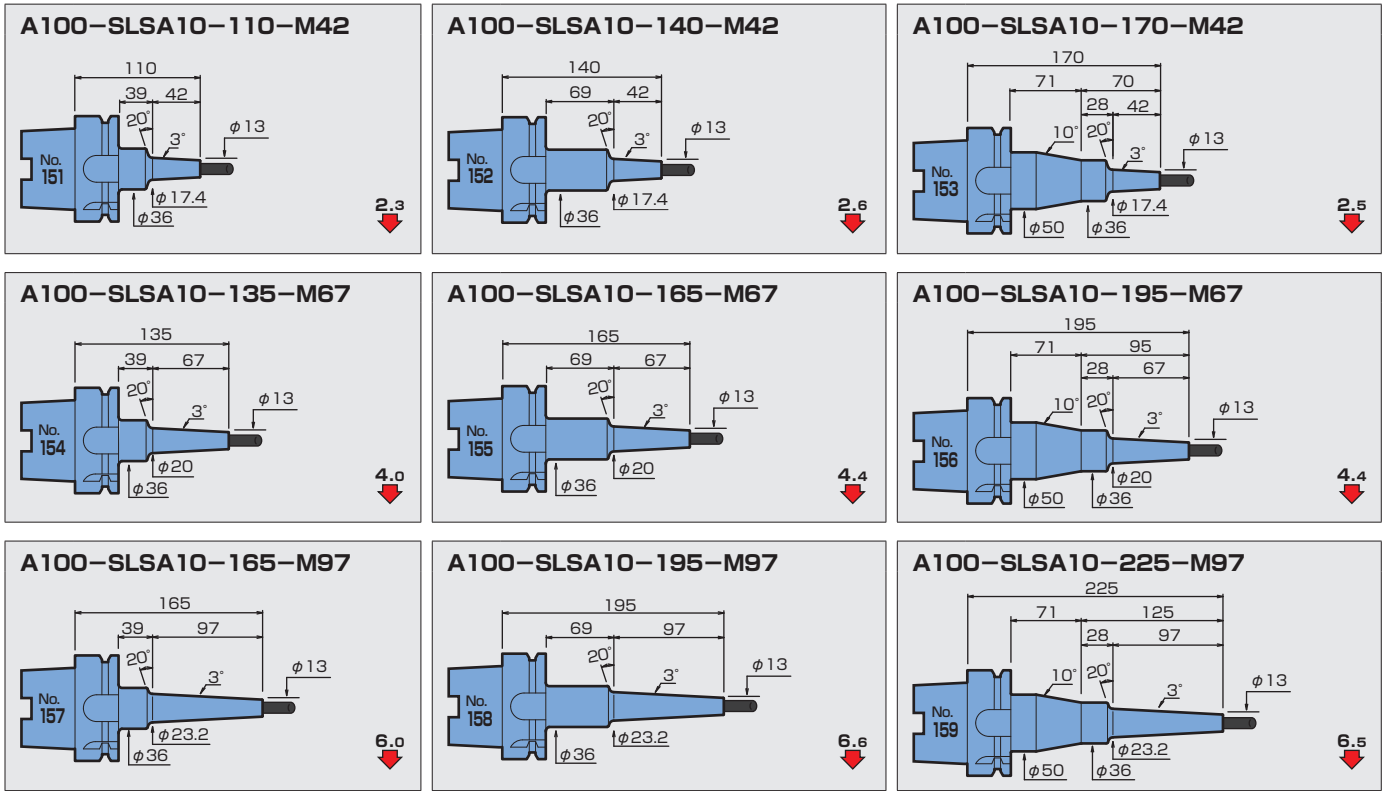 A100-SLSA10-110-M42
110
39
42
20°
3°
φ13
No.
151
φ17.4
φ36
2.3
A100-SLSA10-140-M42
140
69
42
20°
3°
φ13
No.
152
φ17.4
φ36
2.6
A100-SLSA10-170-M42
170
71
70
28
42
10°
20°
3°
φ13
No.
153
φ17.4
φ50
φ36
2.5
A100-SLSA10-135-M67
135
39
67
20°
3°
φ13
No.
154
φ20
φ36
4.0
A100-SLSA10-165-M67
165
69
67
20°
3°
φ13
No.
155
φ20
φ36
4.4
A100-SLSA10-195-M67
195
71
95
28
67
10°
20°
3°
φ13
No.
156
φ20
φ50
φ36
4.4
A100-SLSA10-165-M97
165
39
97
20°
3°
φ13
No.
157
φ23.2
φ36
6.0
A100-SLSA10-195-M97
195
69
97
20°
3°
φ13
No.
158
φ23.2
φ36
6.6
A100-SLSA10-225-M97
225
71
125
28
97
10°
20°
3°
φ13
No.
159
φ23.2
φ50
φ36
6.5